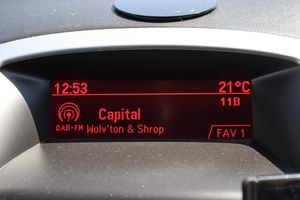 12:53 21°C
11B
Capital
DAB-FM Wolv'ton & Shrop
FAV 1